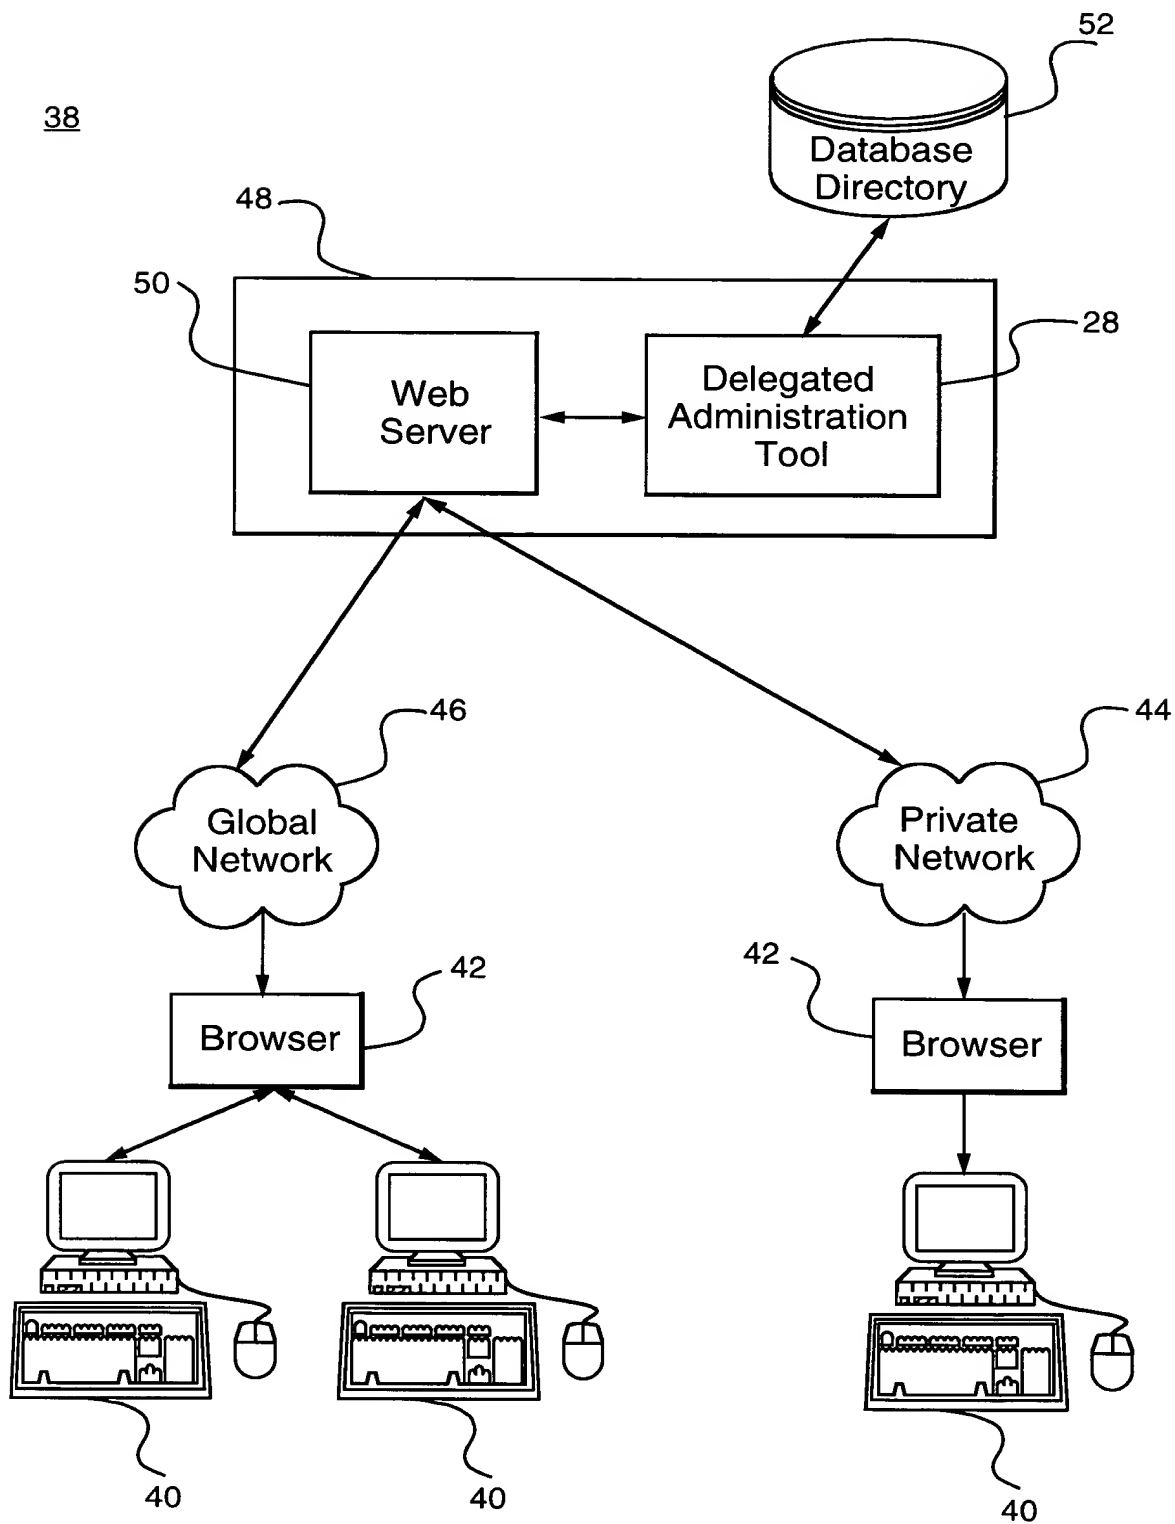 52
38
Database
Directory
48
50
28
Web
Server
Delegated
Administration
Tool
46
44
Global
Network
Private
Network
42
42
Browser
Browser
40
40
40